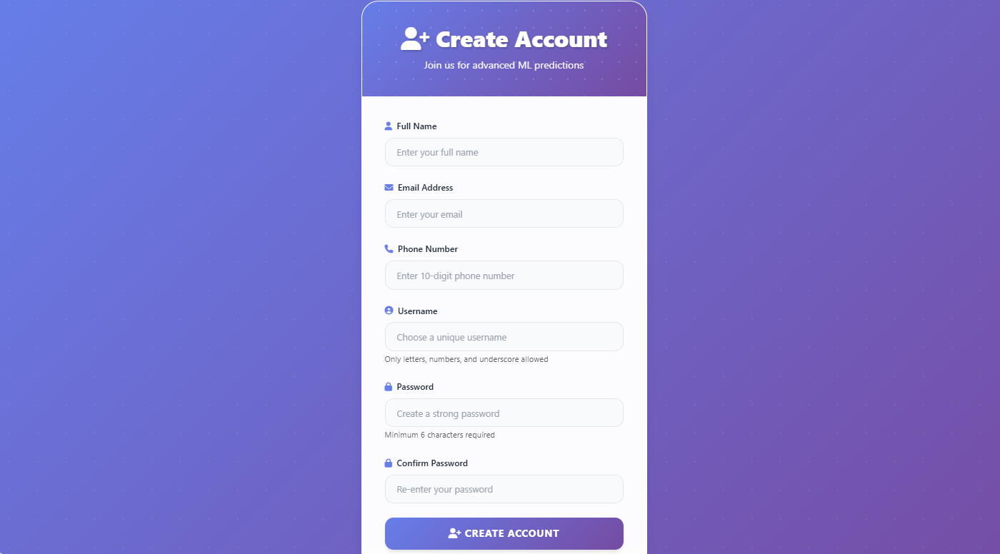 Create Account
Join us for advanced ML predictions
Full Name
Enter your full name
Email Address
Enter your email
Phone Number
Enter 10-digit phone number
Username
Choose a unique username
Only letters, numbers, and underscore allowed
Password
Create a strong password
Minimum 6 characters required
Confirm Password
Re-enter your password
CREATE ACCOUNT